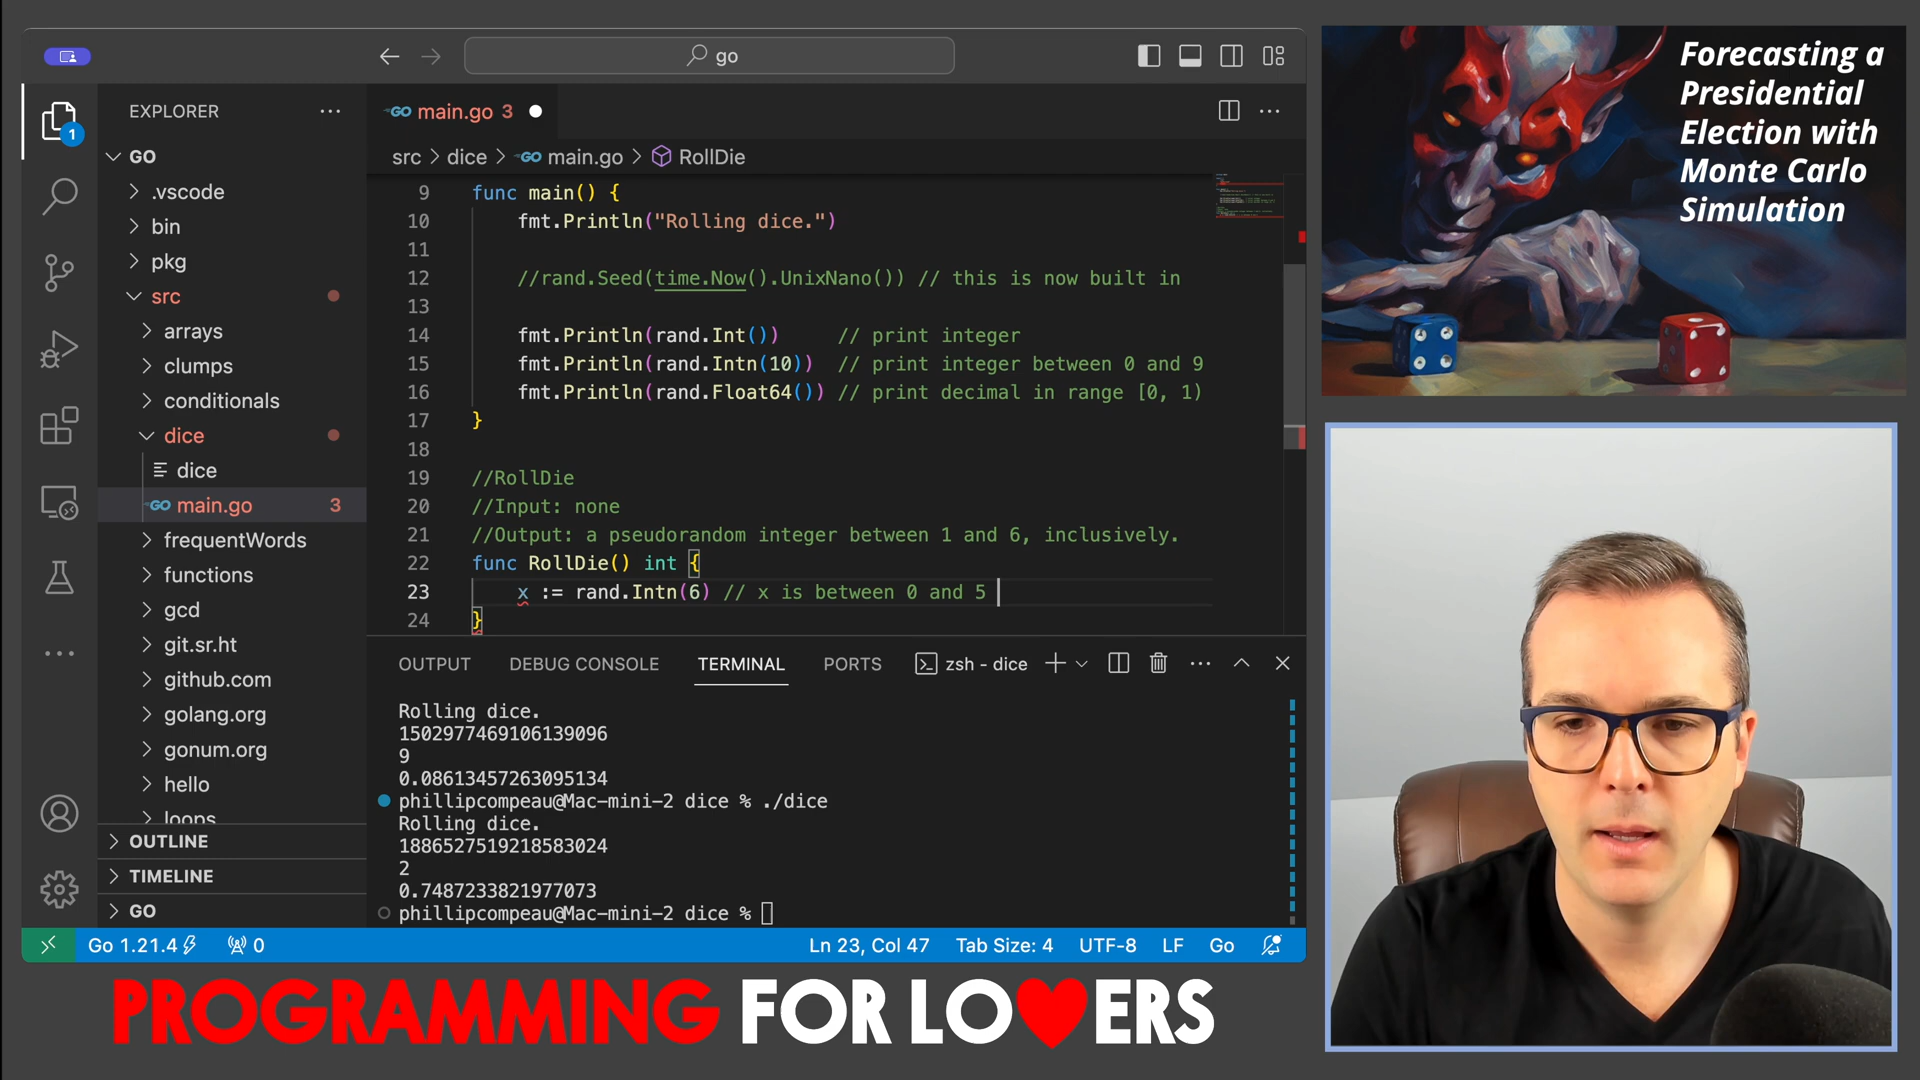 go
EXPLORER
GO
.vscode
bin
pkg
src
arrays
clumps
conditionals
dice
dice
GO main.go 3
frequentWords
functions
gcd
git.sr.ht
github.com
golang.org
gonum.org
hello
loops
OUTLINE
TIMELINE
GO
1
GO main.go 3
src > dice > GO main.go > RollDie
9 func main() {
10 fmt.Println("Rolling dice.")
11
12 //rand.Seed(time.Now().UnixNano()) // this is now built in
13
14 fmt.Println(rand.Int()) // print integer
15 fmt.Println(rand.Intn(10)) // print integer between 0 and 9
16 fmt.Println(rand.Float64()) // print decimal in range [0, 1)
17 }
18
19 //RollDie
20 //Input: none
21 //Output: a pseudorandom integer between 1 and 6, inclusively.
22 func RollDie() int {
23 x := rand.Intn(6) // x is between 0 and 5
24 }
OUTPUT DEBUG CONSOLE TERMINAL PORTS zsh - dice
Rolling dice.
1502977469106139096
9
0.08613457263095134
phillipcompeau@Mac-mini-2 dice % ./dice
Rolling dice.
1886527519218583024
2
0.7487233821977073
phillipcompeau@Mac-mini-2 dice %
Go 1.21.4 0 Ln 23, Col 47 Tab Size: 4 UTF-8 LF Go
Forecasting a
Presidential
Election with
Monte Carlo
Simulation
PROGRAMMING FOR LO♥ERS